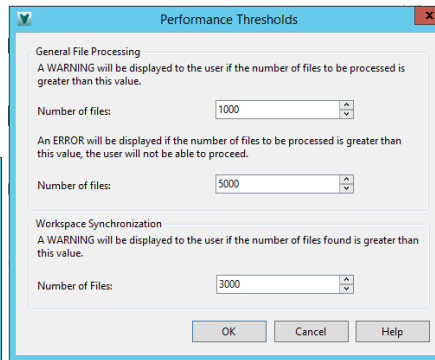 Performance Thresholds
x
General File Processing
A WARNING will be displayed to the user if the number of files to be processed is
greater than this value.
Number of files:
1000
An ERROR will be displayed if the number of files to be processed is greater than
this value, the user will not be able to proceed.
Number of files:
5000
Workspace Synchronization
A WARNING will be displayed to the user if the number of files found is greater than
this value.
Number of Files:
3000
OK
Cancel
Help